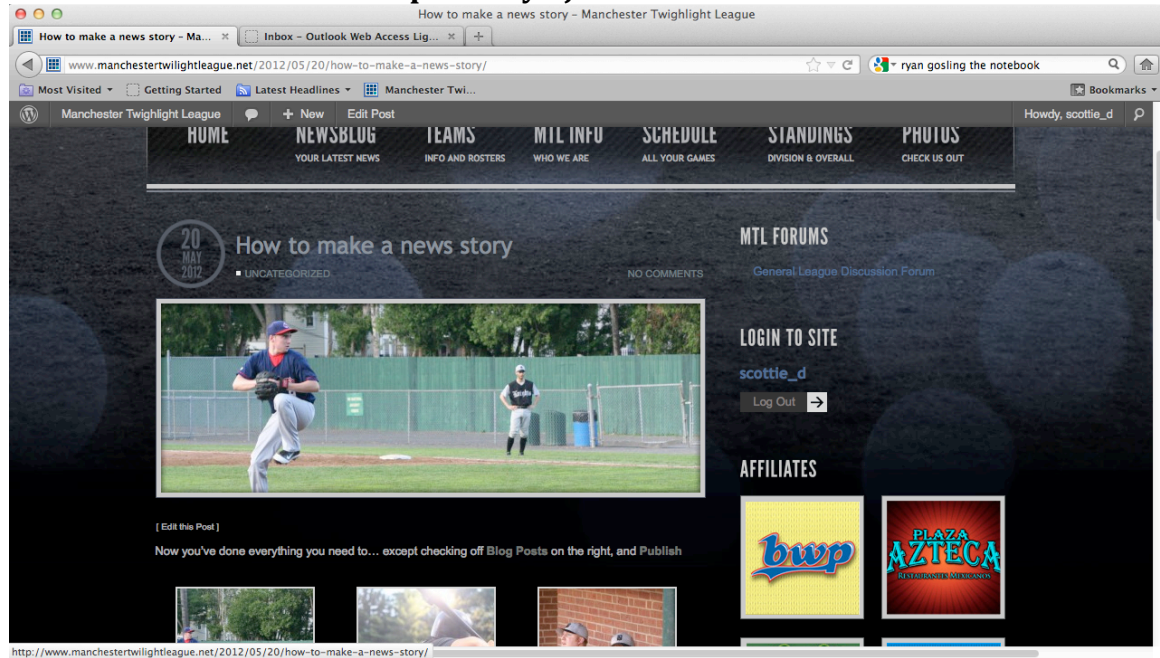 How to make a news story – Manchester Twighlight League
How to make a news story – Ma...
Inbox – Outlook Web Access Lig...
www.manchestertwilightleague.net/2012/05/20/how-to-make-a-news-story/
ryan gosling the notebook
Most Visited
Getting Started
Latest Headlines
Manchester Twi...
Bookmarks
Manchester Twighlight League
+ New
Edit Post
Howdy, scottie_d
HOME
NEWSBLOG
TEAMS
MTL INFO
SCHEDULE
STANDINGS
PHOTOS
YOUR LATEST NEWS
INFO AND ROSTERS
WHO WE ARE
ALL YOUR GAMES
DIVISION & OVERALL
CHECK US OUT
20
MAY
2012
How to make a news story
UNCATEGORIZED
NO COMMENTS
[ Edit this Post ]
Now you've done everything you need to... except checking off Blog Posts on the right, and Publish
MTL FORUMS
General League Discussion Forum
LOGIN TO SITE
scottie_d
Log Out
AFFILIATES
bwp
PLAZA
AZTECA
RESTAURANTES MEXICANOS
http://www.manchestertwilightleague.net/2012/05/20/how-to-make-a-news-story/